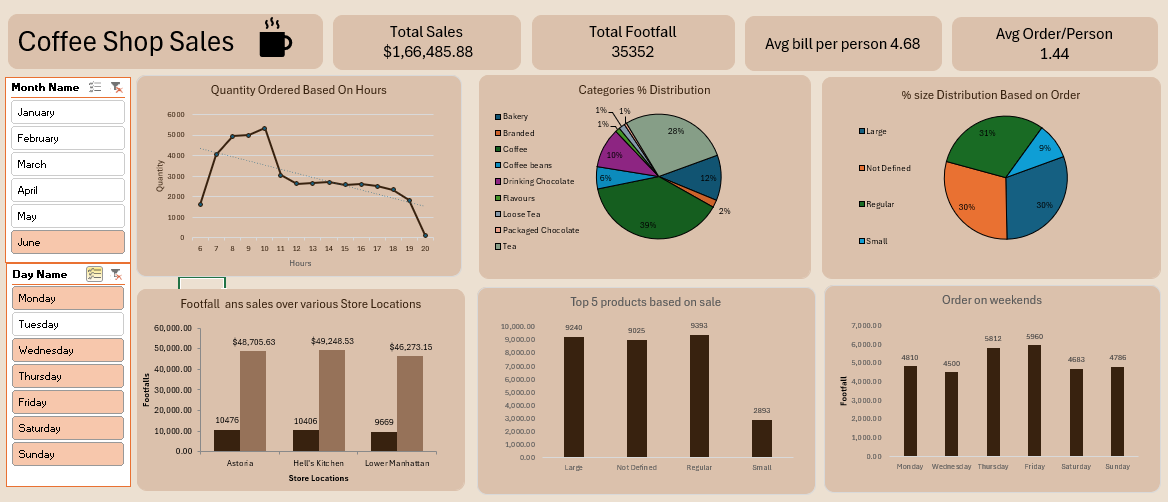 Coffee Shop Sales
Total Sales
$1,66,485.88
Total Footfall
35352
Avg bill per person 4.68
Avg Order/Person
1.44
Month Name
January
February
March
April
May
June
Day Name
Monday
Tuesday
Wednesday
Thursday
Friday
Saturday
Sunday
Quantity Ordered Based On Hours
Quantity
6000
5000
4000
3000
2000
1000
0
6 7 8 9 10 11 12 13 14 15 16 17 18 19 20
Hours
Categories % Distribution
Bakery
Branded
Coffee
Coffee beans
Drinking Chocolate
Flavours
Loose Tea
Packaged Chocolate
Tea
1%
1%
1%
28%
10%
12%
6%
2%
39%
% size Distribution Based on Order
Large
Not Defined
Regular
Small
31%
9%
30%
30%
Footfall ans sales over various Store Locations
Footfalls
60,000.00
50,000.00
40,000.00
30,000.00
20,000.00
10,000.00
0.00
$48,705.63
$49,248.53
$46,273.15
10476
10406
9669
Astoria
Hell's Kitchen
Lower Manhattan
Store Locations
Top 5 products based on sale
10,000.00
9,000.00
8,000.00
7,000.00
6,000.00
5,000.00
4,000.00
3,000.00
2,000.00
1,000.00
0.00
9240
9025
9393
2893
Large
Not Defined
Regular
Small
Order on weekends
Footfall
7,000.00
6,000.00
5,000.00
4,000.00
3,000.00
2,000.00
1,000.00
0.00
4810
4500
5812
5960
4683
4786
Monday
Wednesday
Thursday
Friday
Saturday
Sunday